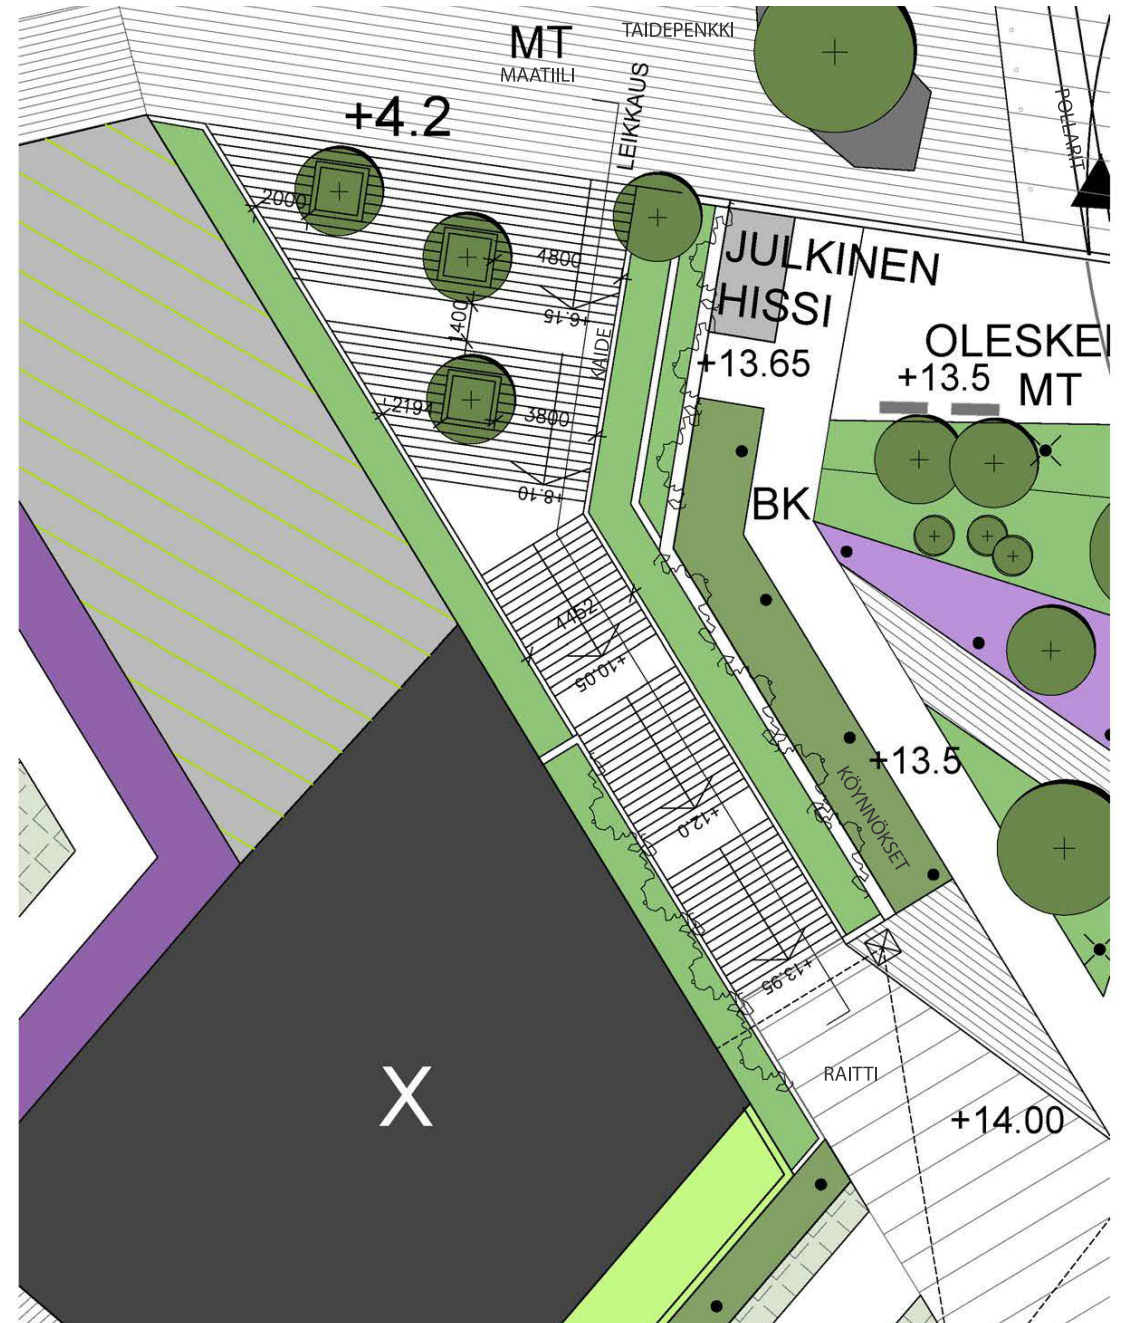 TAIDEPENKKI
MT
MAATIILI
LEIKKAUS
+4.2
POLLARIT
2000
4800
JULKINEN
HISSI
1400
+6.15
KAIDE
+13.65
OLESKE
+13.5
MT
2194
3800
+8.10
BK
4452
+10.05
+13.5
KÖYNNÖKSET
+12.0
+13.95
X
RAITTI
+14.00